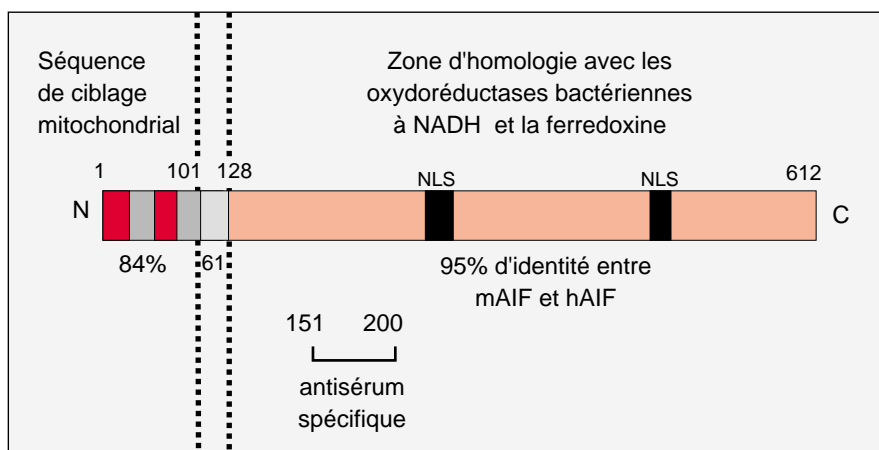 Séquence
de ciblage
mitochondrial
Zone d'homologie avec les
oxydoréductases bactériennes
à NADH et la ferredoxine
1 101 128 NLS NLS 612
N C
84% 61 95% d'identité entre
mAIF et hAIF
151 200
antisérum
spécifique